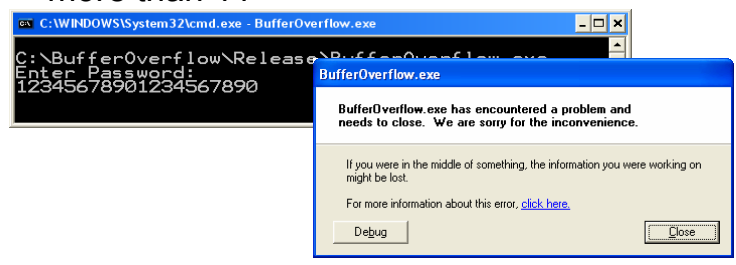 C:\WINDOWS\System32\cmd.exe - BufferOverflow.exe
C:\BufferOverflow\Release>BufferOverflow.exe
Enter Password:
12345678901234567890
BufferOverflow.exe
BufferOverflow.exe has encountered a problem and
needs to close. We are sorry for the inconvenience.
If you were in the middle of something, the information you were working on
might be lost.
For more information about this error, click here.
Debug
Close